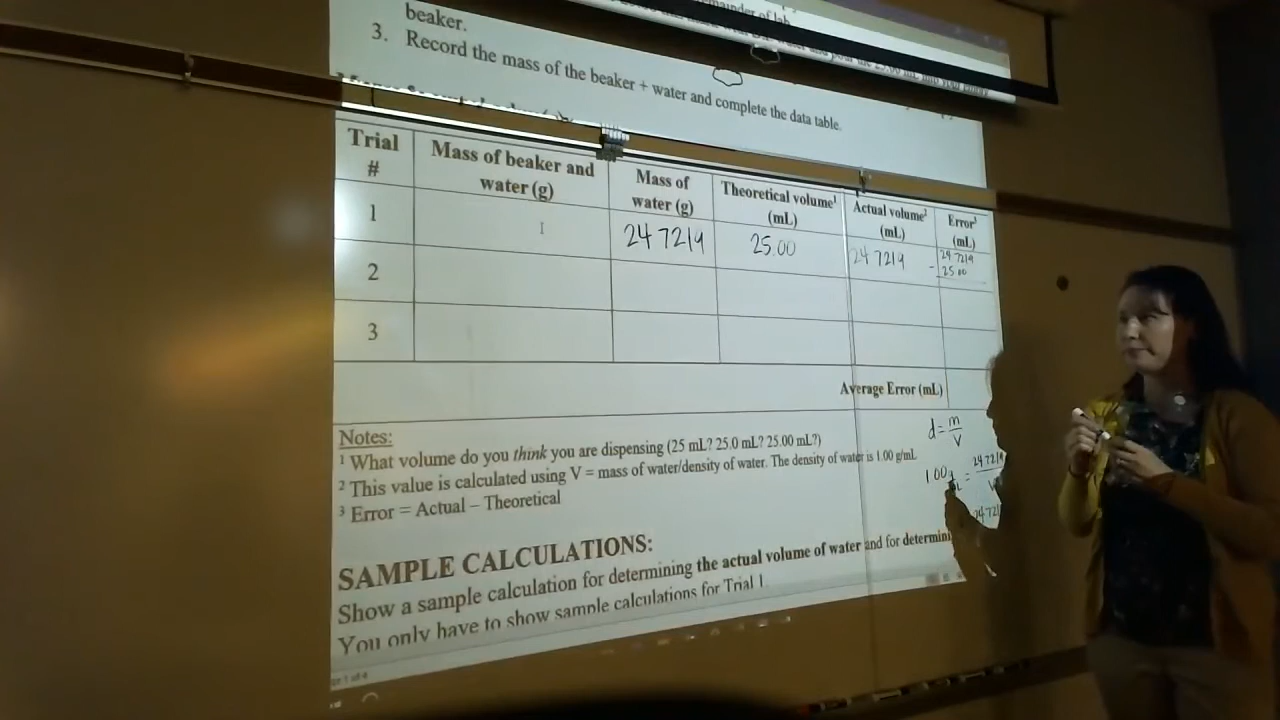 beaker.
3. Record the mass of the beaker + water and complete the data table.
Trial # Mass of beaker and water (g) Mass of water (g) Theoretical volume¹ (mL) Actual volume² (mL) Error³ (mL)
1 24 7219 25.00 24 7219 24 7219
- 25 00
2
3
Average Error (mL)
Notes:
¹ What volume do you think you are dispensing (25 mL? 25.0 mL? 25.00 mL?)
² This value is calculated using V = mass of water/density of water. The density of water is 1.00 g/mL
³ Error = Actual – Theoretical
d = m/V
1 00 = 24 7219
SAMPLE CALCULATIONS:
Show a sample calculation for determining the actual volume of water and for
You only have to show sample calculations for Trial 1